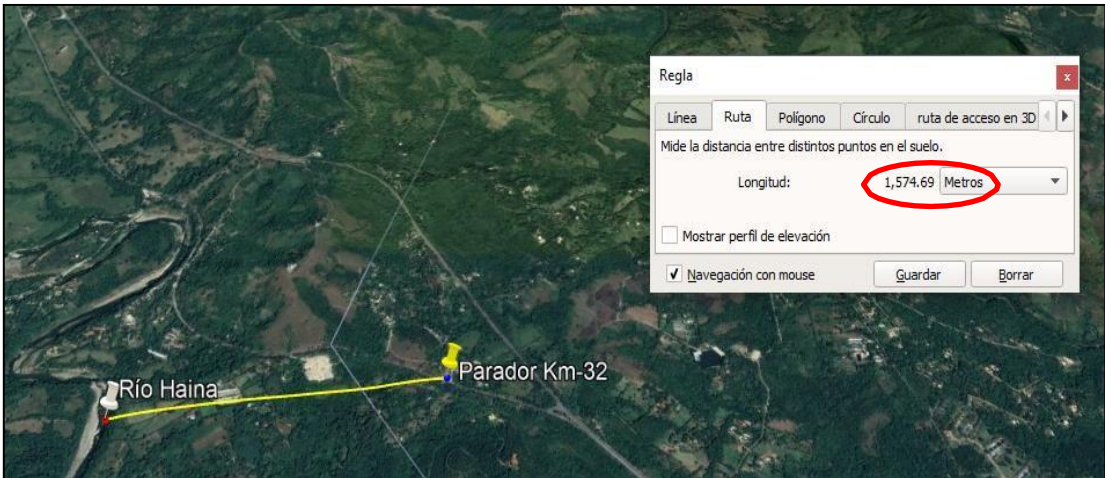 Regla
x
Línea Ruta Polígono Círculo ruta de acceso en 3D
Mide la distancia entre distintos puntos en el suelo.
Longitud: 1,574.69 Metros
Mostrar perfil de elevación
Navegación con mouse Guardar Borrar
Parador Km-32
Río Haina